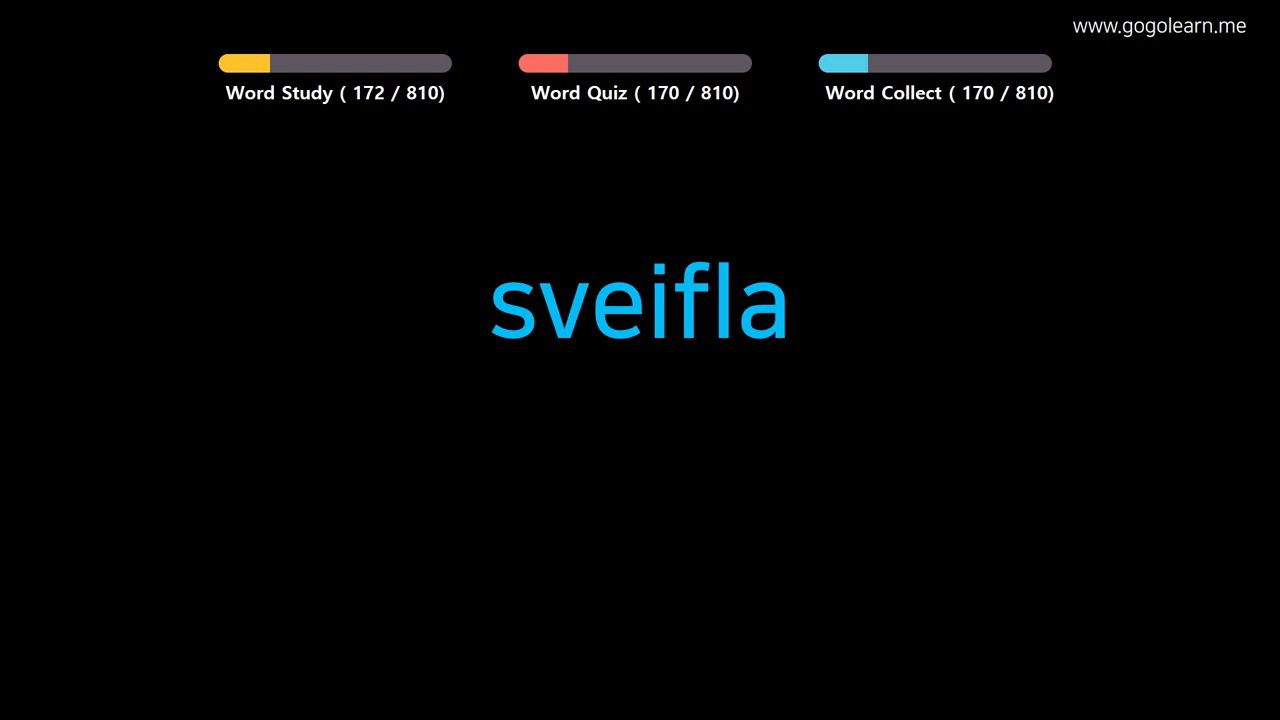 www.gogolearn.me
Word Study ( 172 / 810)
Word Quiz ( 170 / 810)
Word Collect ( 170 / 810)
sveifla